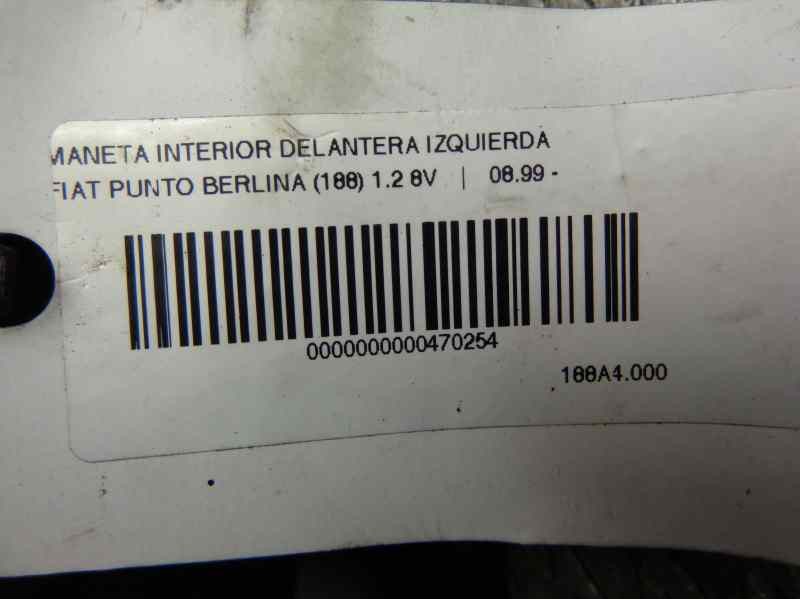 MANETA INTERIOR DELANTERA IZQUIERDA
FIAT PUNTO BERLINA (188) 1.2 8V | 08.99 -
0000000000470254
188A4.000